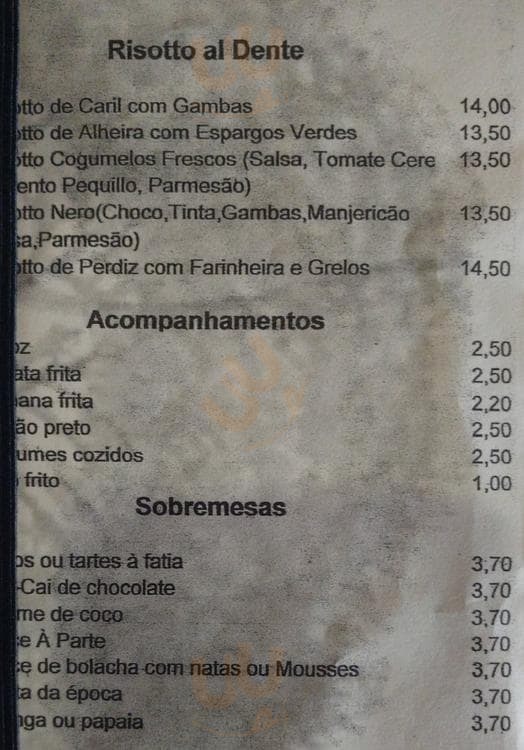 Risotto al Dente
otto de Caril com Gambas 14,00
otto de Alheira com Espargos Verdes 13,50
otto Cogumelos Frescos (Salsa, Tomate Cere 13,50
ento Pequillo, Parmesão)
otto Nero(Choco,Tinta,Gambas,Manjericão 13,50
sa,Parmesão)
otto de Perdiz com Farinheira e Grelos 14,50
Acompanhamentos
oz 2,50
ata frita 2,50
ana frita 2,20
ão preto 2,50
umes cozidos 2,50
frito 1,00
Sobremesas
os ou tartes à fatia 3,70
-Cai de chocolate 3,70
me de coco 3,70
e À Parte 3,70
ce de bolacha com natas ou Mousses 3,70
ta da época 3,70
nga ou papaia 3,70